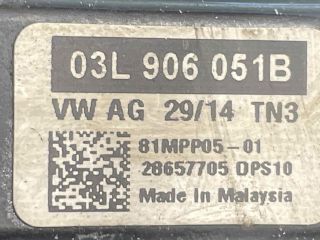 03L 906 051B
VW AG 29/14 TN3
81MPP05-01
28657705 DPS10
Made In Malaysia